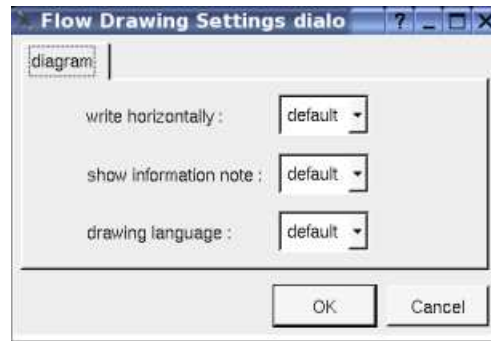 Flow Drawing Settings dialo ? _ X
diagram
write horizontally : default
show information note : default
drawing language : default
OK Cancel